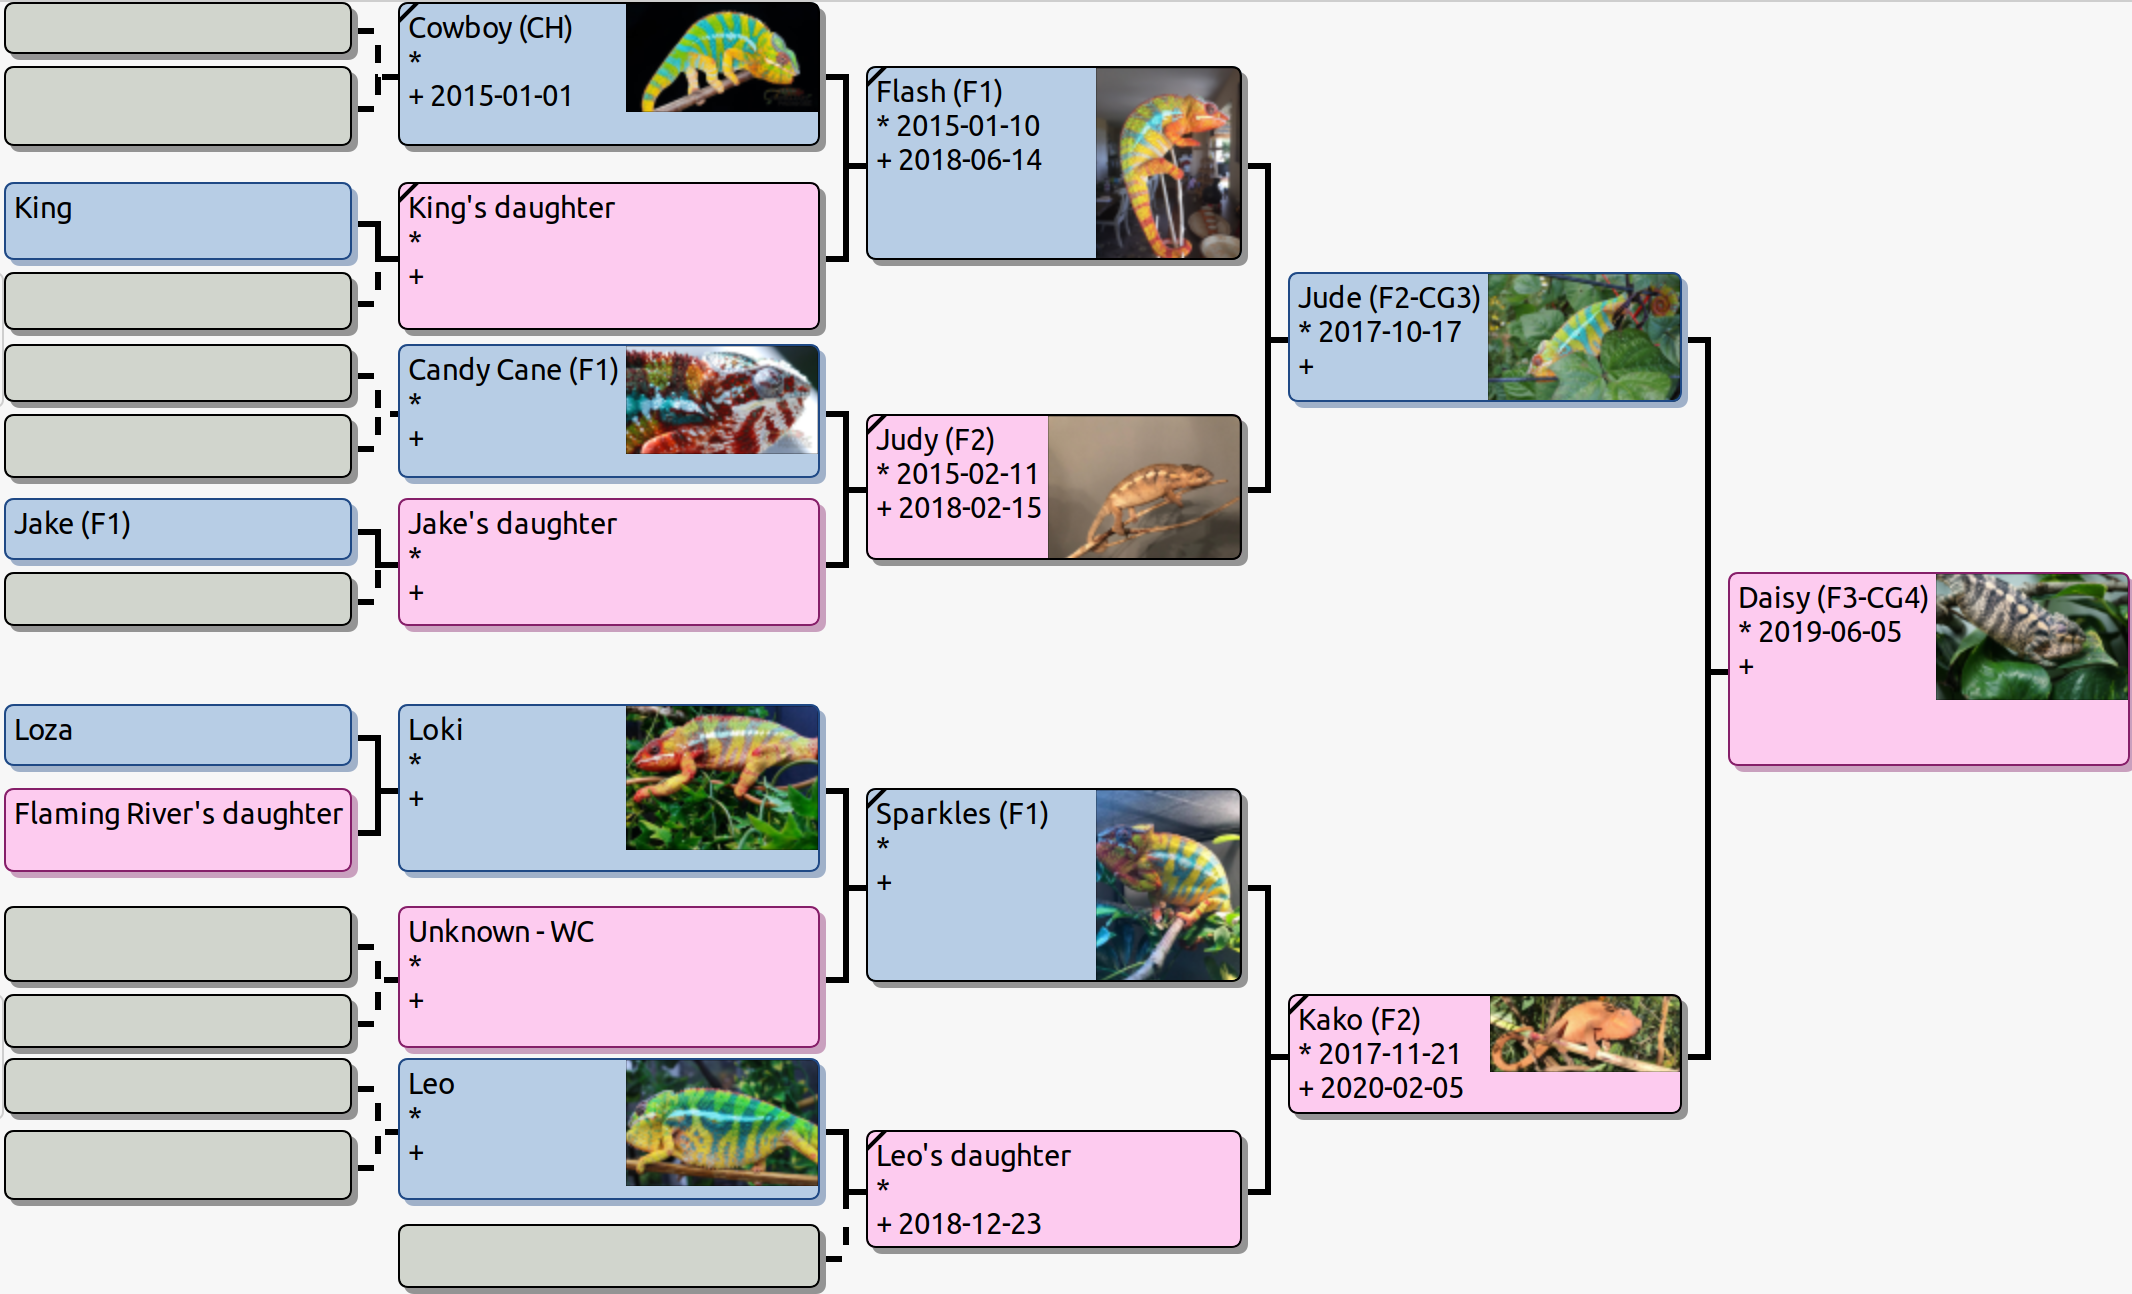 Cowboy (CH)
*
+ 2015-01-01
King
King's daughter
*
+
Candy Cane (F1)
*
+
Jake (F1)
Jake's daughter
*
+
Loza
Flaming River's daughter
Loki
*
+
Unknown - WC
*
+
Leo
*
+
Flash (F1)
* 2015-01-10
+ 2018-06-14
Judy (F2)
* 2015-02-11
+ 2018-02-15
Sparkles (F1)
*
+
Leo's daughter
*
+ 2018-12-23
Jude (F2-CG3)
* 2017-10-17
+
Kako (F2)
* 2017-11-21
+ 2020-02-05
Daisy (F3-CG4)
* 2019-06-05
+